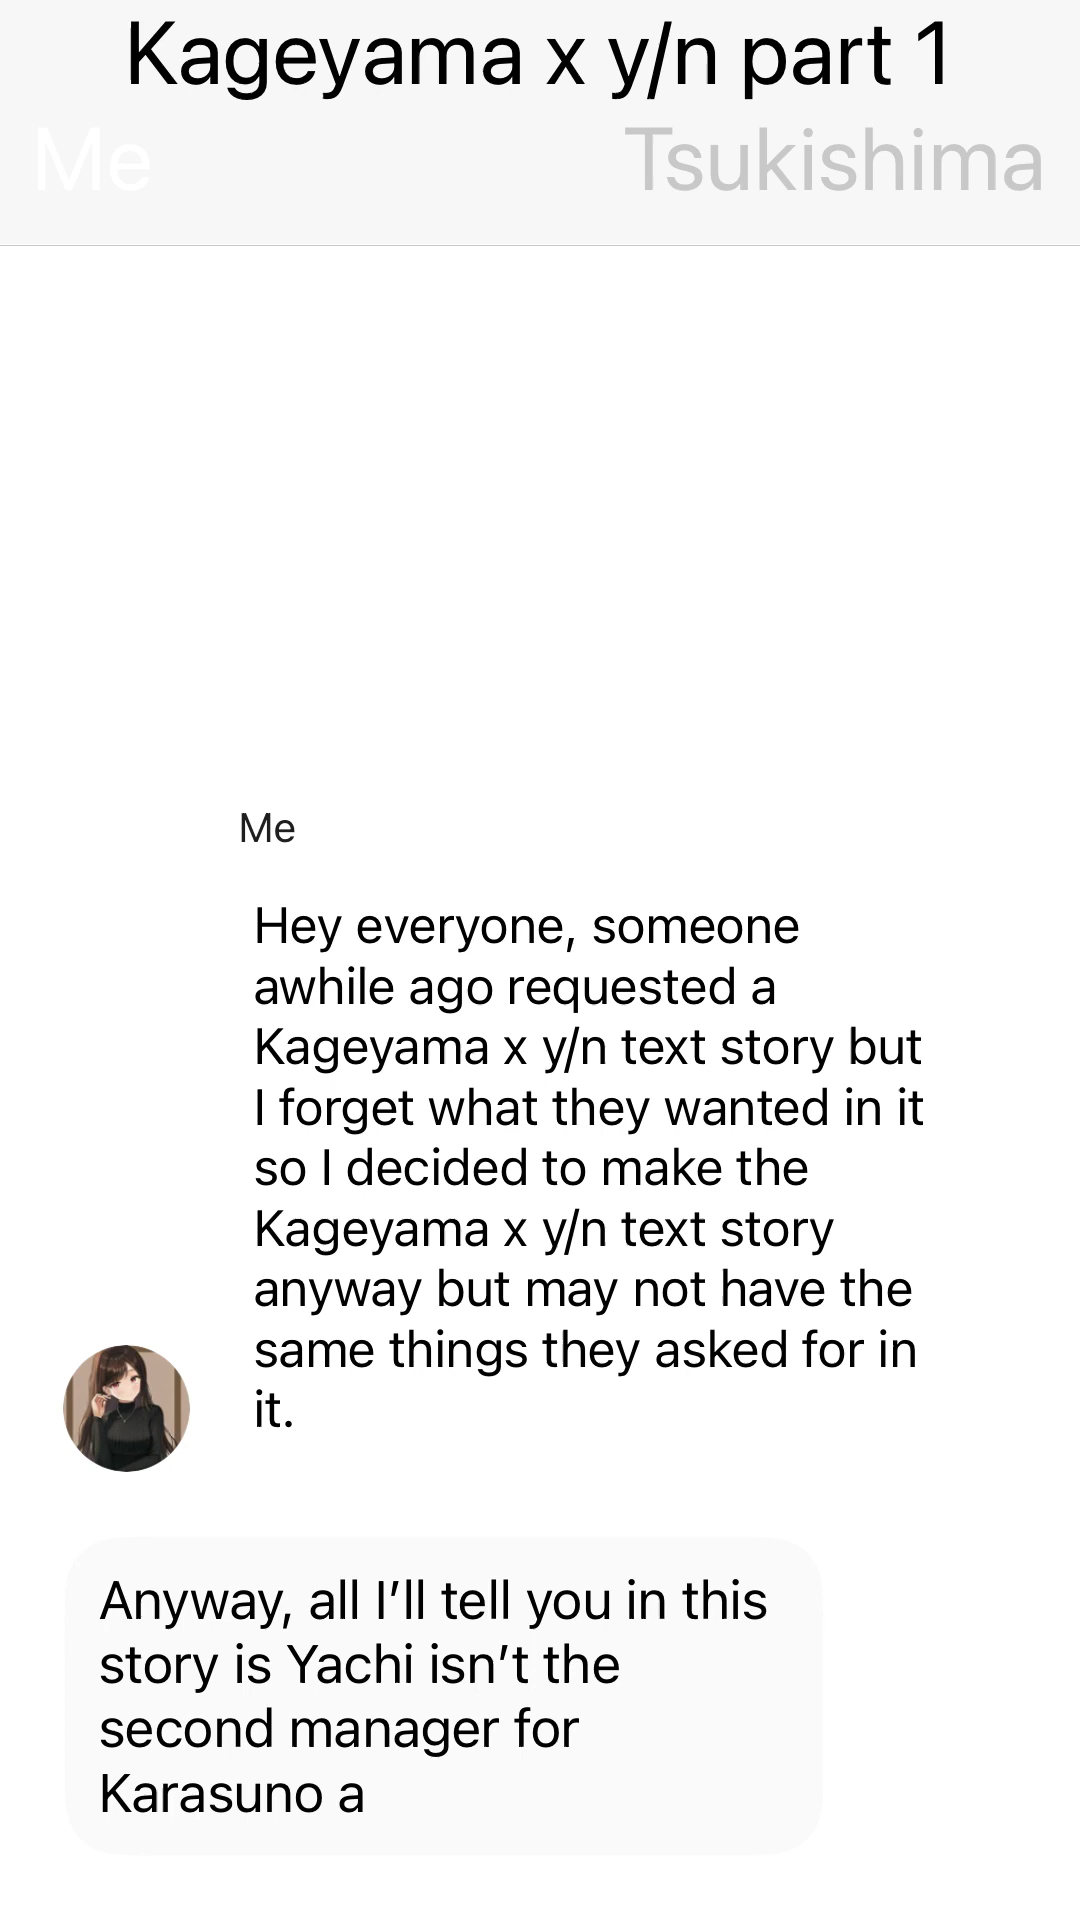 Kageyama x y/n part 1
Me
Tsukishima
Me
Hey everyone, someone
awhile ago requested a
Kageyama x y/n text story but
I forget what they wanted in it
so I decided to make the
Kageyama x y/n text story
anyway but may not have the
same things they asked for in
it.
Anyway, all I’ll tell you in this
story is Yachi isn’t the
second manager for
Karasuno a